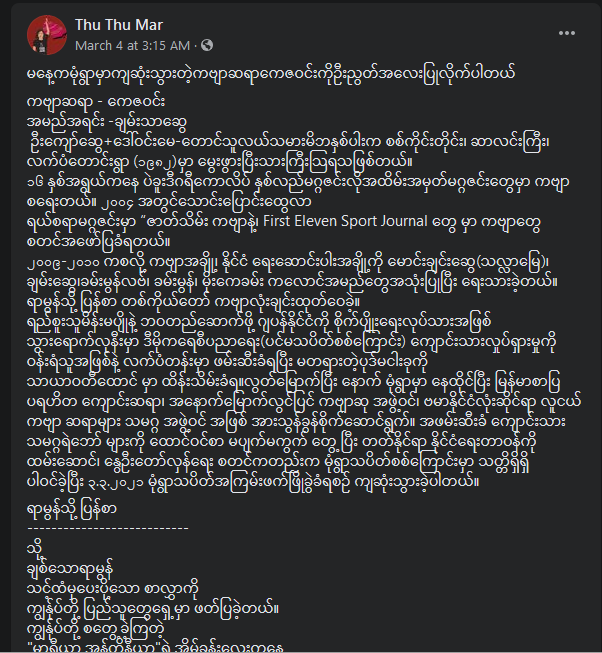 Thu Thu Mar
March 4 at 3:15 AM ·
မနေ့ကမုံရွာမှာကျဆုံးသွားတဲ့ကဗျာဆရာကေဇဝင်းကိုဦးညွှတ်အလေးပြုလိုက်ပါတယ်
ကဗျာဆရာ - ကေဇဝင်း
အမည်အရင်း -ချမ်းသာဆွေ
ဦးကျော်ဆွေ+ဒေါ်ဝင်းမေ-တောင်သူလယ်သမားမိဘနှစ်ပါးက စစ်ကိုင်းတိုင်း၊ ဆာလင်းကြီး၊
လက်ပံတောင်းရွာ (၁၉၈၂)မှာ မွေးဖွားပြီးသားကြီးသြရသဖြစ်တယ်။
၁၆ နှစ်အရွယ်ကနေ ပဲခူးဒီဂရီကောလိပ် နှစ်လည်မဂ္ဂဇင်းလိုအထိမ်းအမှတ်မဂ္ဂဇင်းတွေမှာ ကဗျာ
စရေးတယ်။ ၂၀၀၄ အတွင်သောင်းပြောင်းထွေလာ
ရယ်စရာမဂ္ဂဇင်းမှာ “ဇာတ်သိမ်း ကဗျာနဲ့၊ First Eleven Sport Journal တွေ မှာ ကဗျာတွေ
စတင်အဖော်ပြခံရတယ်။
၂၀၀၉-၂၀၁၀ ကစလို့ ကဗျာအချို့၊ နိုင်ငံ ရေးဆောင်းပါးအချို့ကို မောင်းချင်းဆွေ(သလ္လာမြေ)၊
ချမ်းဆွေ၊ခမ်းမွန်လဗ်၊ ခမ်းမွန်၊ မိုးကေခမ်း ကလောင်အမည်တွေအသုံးပြုပြီး ရေးသားခဲ့တယ်။
ရာမွန်သို့ ပြန်စာ တစ်ကိုယ်တော် ကဗျာလုံးချင်းထုတ်ဝေခဲ့။
ရည်စူးသူမိန်းမပျိုနဲ့ ဘဝတည်ဆောက်ဖို့ ဂျပန်နိုင်ငံကို စိုက်ပျိုးရေးလုပ်သားအဖြစ်
သွားရောက်လုနီးမှာ ဒီမိုကရေစီပညာရေး(ပင်မသပိတ်စစ်ကြောင်း) ကျောင်းသားလှုပ်ရှားမှုကို
ဝန်းရံသူအဖြစ်နဲ့ လက်ပံတန်းမှာ ဖမ်းဆီးခံရပြီး မတရားတဲ့ပုဒ်မငါးခုကို
သာယာဝတီထောင် မှာ ထိန်းသိမ်းခံရ။လွတ်မြောက်ပြီး နောက် မုံရွာမှာ နေထိုင်ပြီး မြန်မာစာပြ
ပရဟိတ ကျောင်းဆရာ၊ အနောက်မြောက်လွင်ပြင် ကဗျာဆု အဖွဲ့ဝင်၊ ဗမာနိုင်ငံလုံးဆိုင်ရာ လူငယ်
ကဗျာ ဆရာများ သမဂ္ဂ အဖွဲ့ဝင် အဖြစ် အားသွန်ခွန်စိုက်ဆောင်ရွက်။ အဖမ်းဆီးခံ ကျောင်းသား
သမဂ္ဂရဲဘော် များကို ထောင်ဝင်စာ မပျက်မကွက် တွေ့ပြီး တတ်နိုင်ရာ နိုင်ငံရေးတာဝန်ကို
ထမ်းဆောင်၊ နွေဦးတော်လှန်ရေး စတင်ကတည်းက မုံရွာသပိတ်စစ်ကြောင်းမှာ သတ္တိရှိရှိ
ပါဝင်ခဲ့ပြီး ၃.၃.၂၀၂၁ မုံရွာသပိတ်အကြမ်းဖက်ဖြိုခွဲခံရစဉ် ကျဆုံးသွားခဲ့ပါတယ်။
ရာမွန်သို့ ပြန်စာ
---------------------------
သို့
ချစ်သောရာမွန်
သင့်ထံမှပေးပို့သော စာလွှာကို
ကျွန်ုပ်တို့ ပြည်သူတွေရှေ့မှာ ဖတ်ပြခဲ့တယ်။
ကျွန်ုပ်တို့ စတွေ့ခဲ့ကြတဲ့
"မာရီယာ အန်တိုနီယာ"ရဲ့ အိမ်ခန်းလေးကနေ